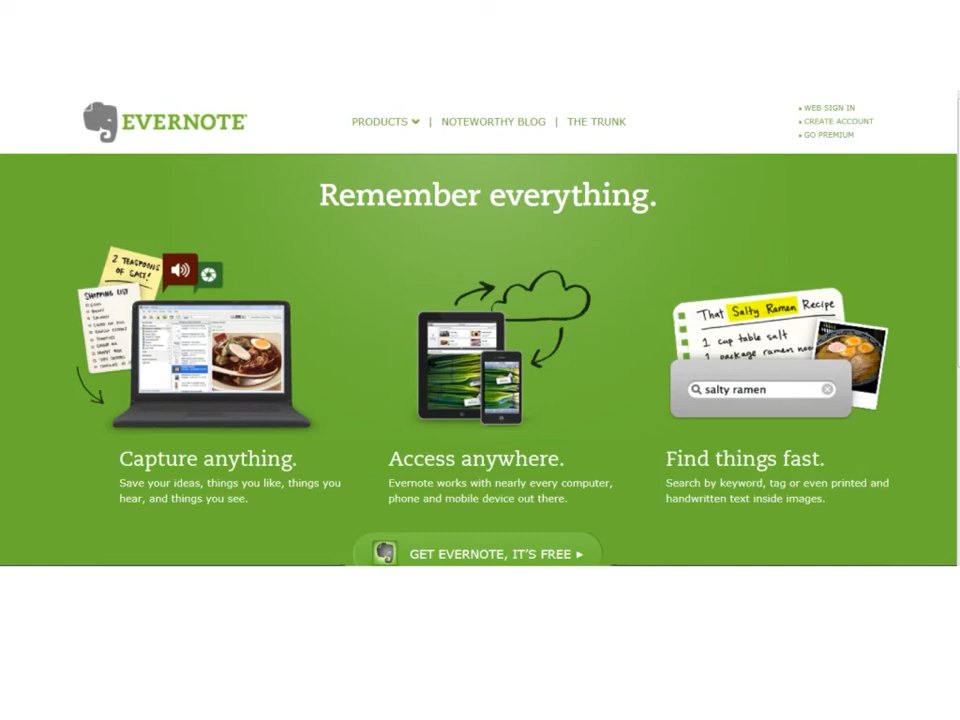 EVERNOTE
PRODUCTS | NOTEWORTHY BLOG | THE TRUNK
WEB SIGN IN
CREATE ACCOUNT
GO PREMIUM
Remember everything.
2 TEASPOONS
OF SALT!
SHOPPING LIST
That Salty Ramen Recipe
1 cup table salt
1 package ramen noo
salty ramen
Capture anything.
Save your ideas, things you like, things you
hear, and things you see.
Access anywhere.
Evernote works with nearly every computer,
phone and mobile device out there.
Find things fast.
Search by keyword, tag or even printed and
handwritten text inside images.
GET EVERNOTE, IT'S FREE ▸